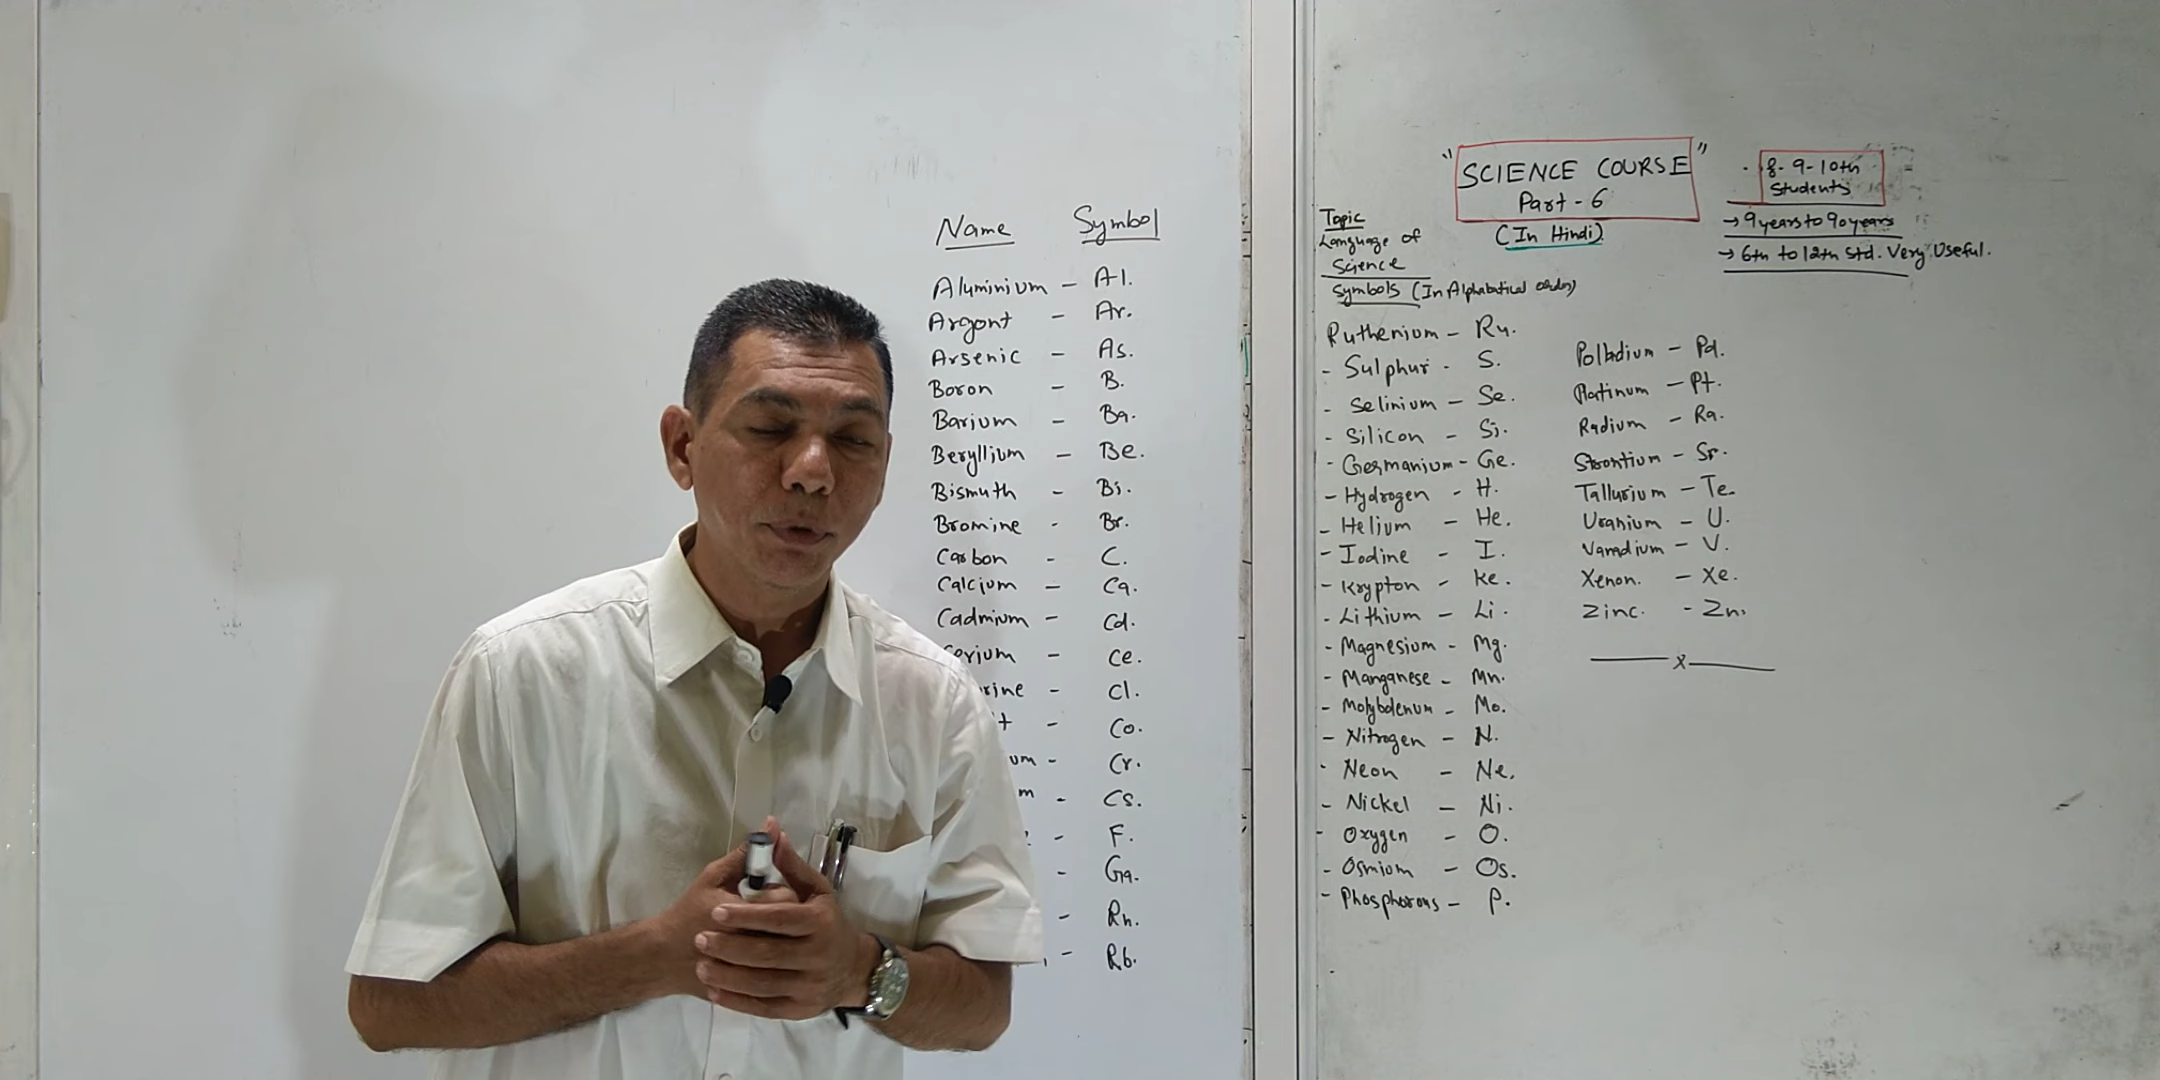 Name Symbol
Aluminium - Al.
Argont - Ar.
Arsenic - As.
Boron - B.
Barium - Ba.
Beryllium - Be.
Bismuth - Bi.
Bromine - Br.
Carbon - C.
Calcium - Ca.
Cadmium - Cd.
Cerium - Ce.
rine - Cl.
t - Co.
um - Cr.
m - Cs.
- F.
- Ga.
- Rn.
- Rb.
"SCIENCE COURSE"
Part - 6
(In Hindi)
8-9-10th
Students
→ 9 years to 90 years
→ 6th to 12th Std. Very Useful.
Topic
Language of
Science
Symbols (In Alphabatical order)
Ruthenium - Ru.
- Sulphur - S.
- Selinium - Se.
- Silicon - Si.
- Germanium - Ge.
- Hydrogen - H.
- Helium - He.
- Iodine - I.
- Krypton - Ke.
- Lithium - Li.
- Magnesium - Mg.
- Manganese - Mn.
- Molybdenum - Mo.
- Nitrogen - N.
- Neon - Ne.
- Nickel - Ni.
- Oxygen - O.
- Osmium - Os.
- Phosphorous - P.
- Pd.
Platinum - Pt.
Radium - Ra.
Strontium - Sr.
Tallurium - Te.
Uranium - U.
- V.
Xenon. - Xe.
Zinc. - Zn.
x